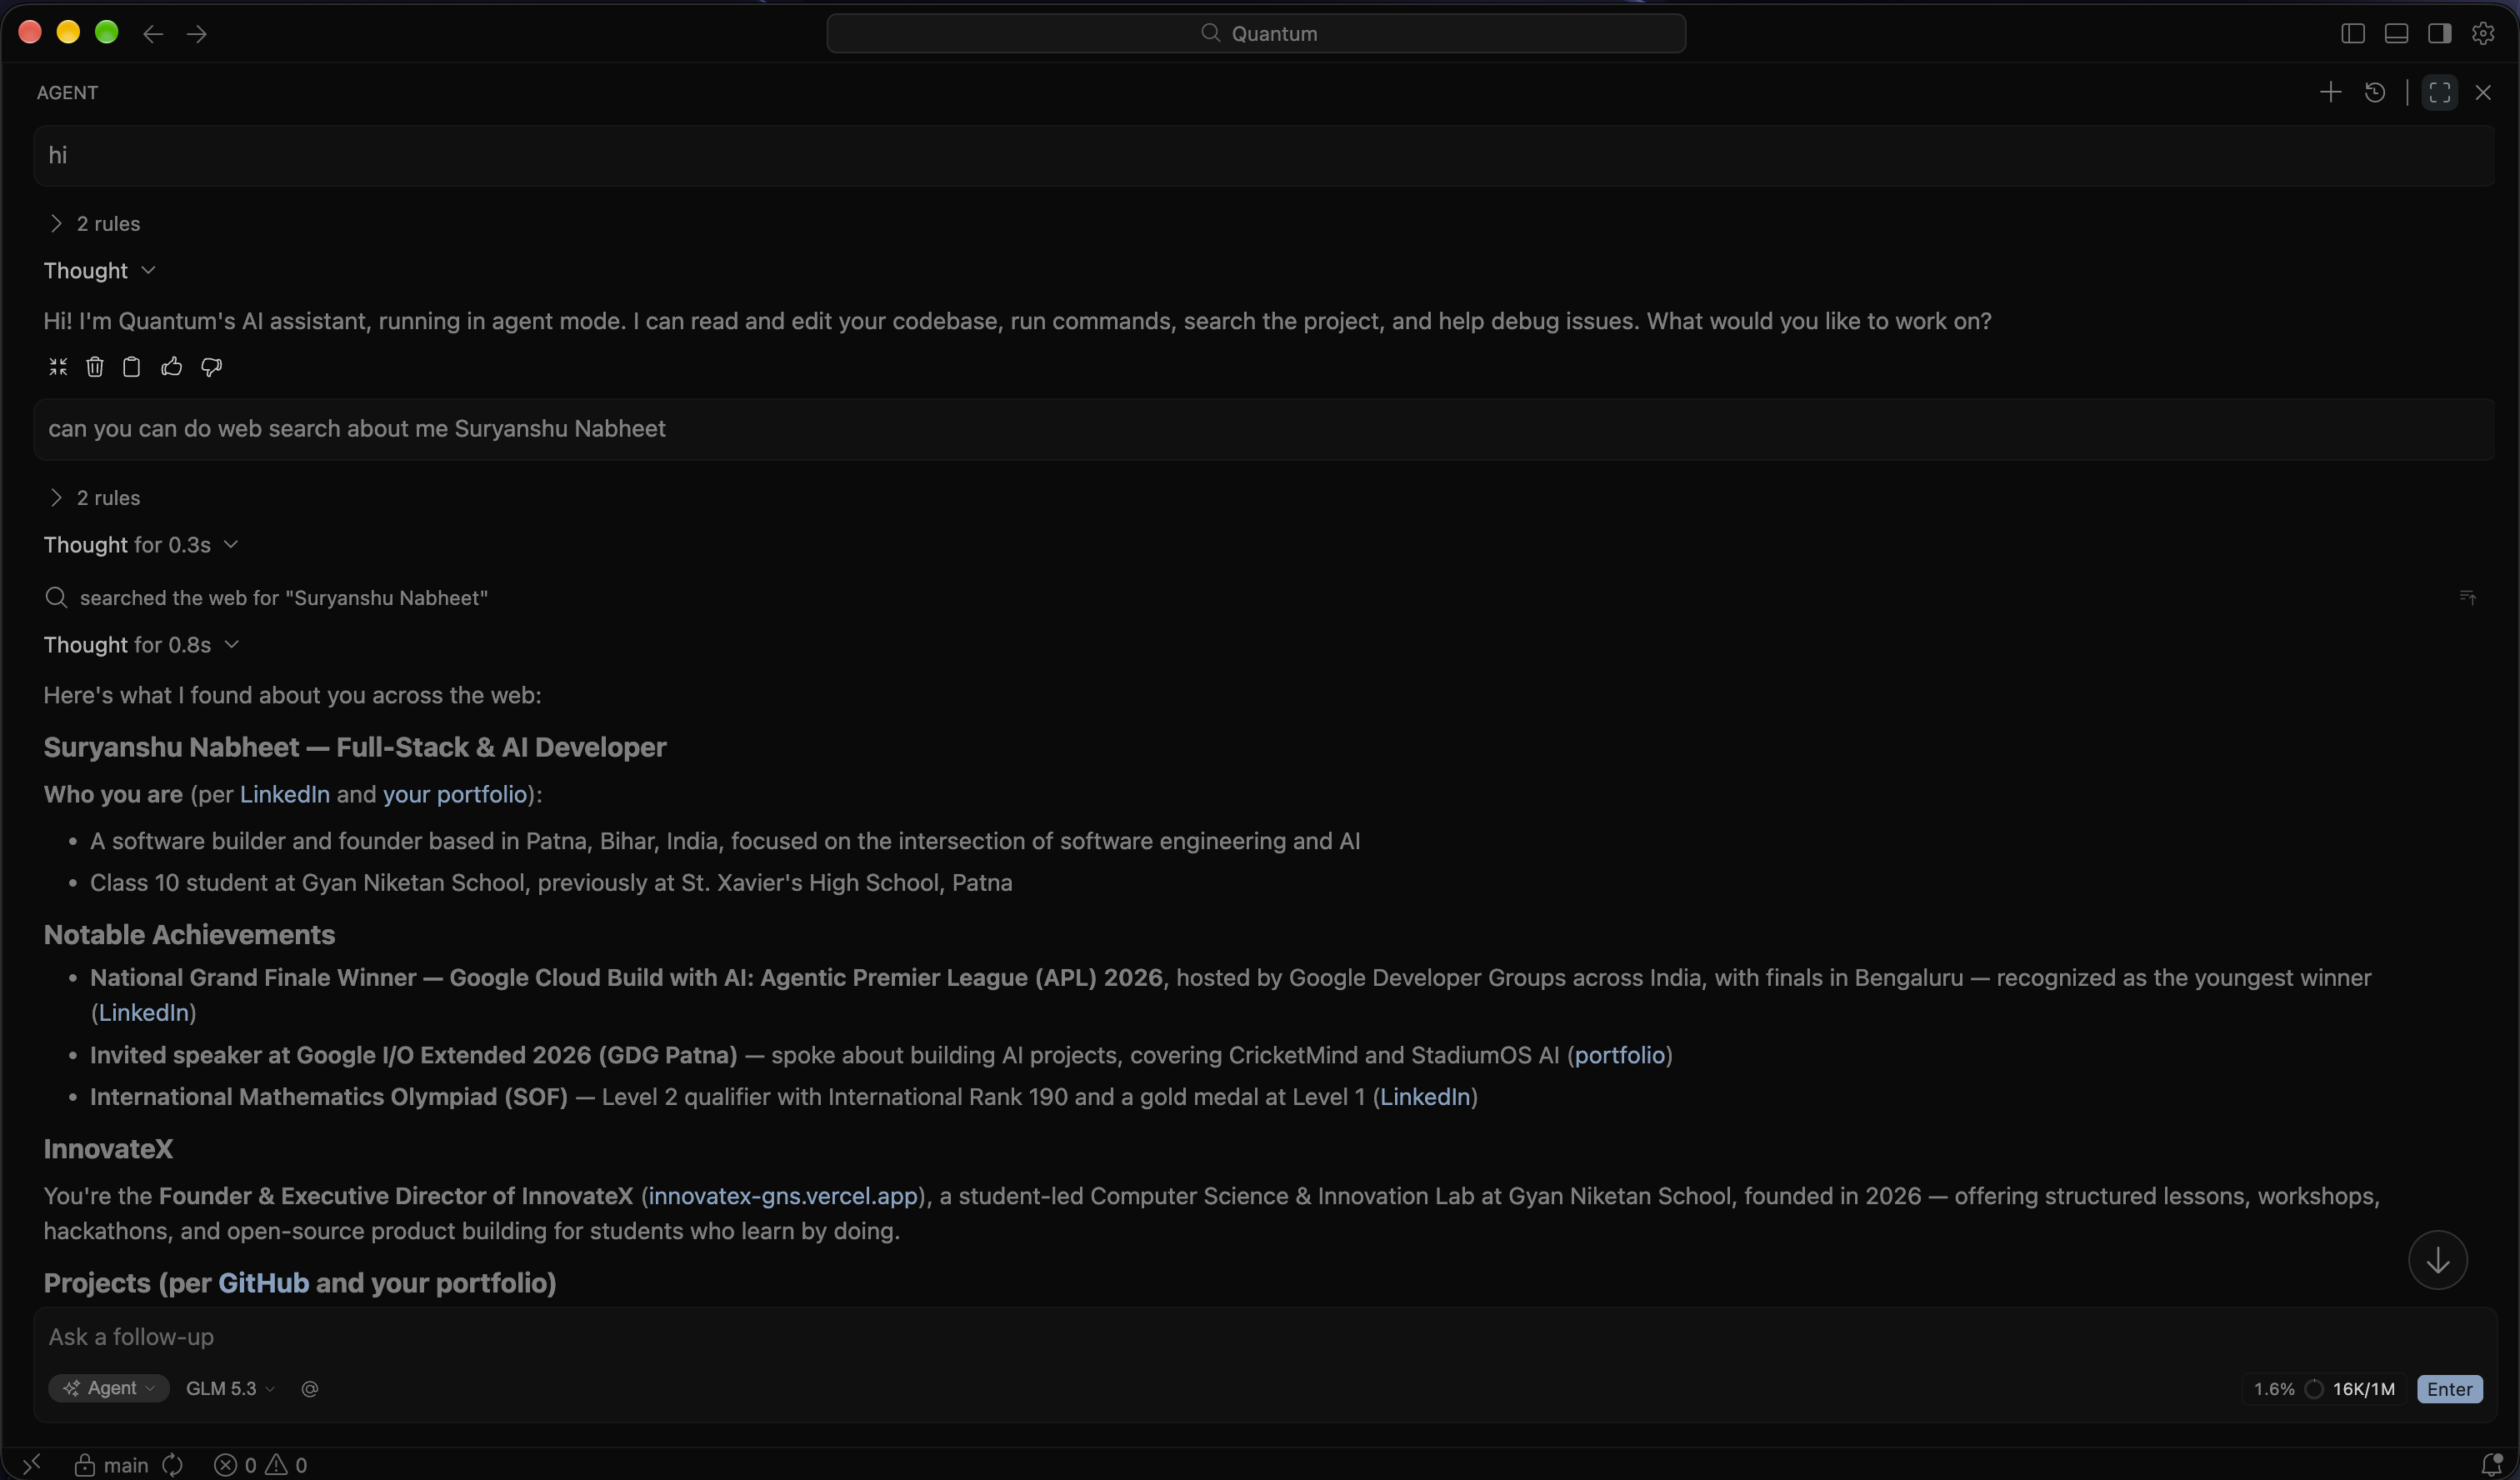 Quantum
AGENT
hi
2 rules
Thought
Hi! I'm Quantum's AI assistant, running in agent mode. I can read and edit your codebase, run commands, search the project, and help debug issues. What would you like to work on?
can you can do web search about me Suryanshu Nabheet
2 rules
Thought for 0.3s
searched the web for "Suryanshu Nabheet"
Thought for 0.8s
Here's what I found about you across the web:
Suryanshu Nabheet — Full-Stack & AI Developer
Who you are (per LinkedIn and your portfolio):
• A software builder and founder based in Patna, Bihar, India, focused on the intersection of software engineering and AI
• Class 10 student at Gyan Niketan School, previously at St. Xavier's High School, Patna
Notable Achievements
• National Grand Finale Winner — Google Cloud Build with AI: Agentic Premier League (APL) 2026, hosted by Google Developer Groups across India, with finals in Bengaluru — recognized as the youngest winner
(LinkedIn)
• Invited speaker at Google I/O Extended 2026 (GDG Patna) — spoke about building AI projects, covering CricketMind and StadiumOS AI (portfolio)
• International Mathematics Olympiad (SOF) — Level 2 qualifier with International Rank 190 and a gold medal at Level 1 (LinkedIn)
InnovateX
You're the Founder & Executive Director of InnovateX (innovatex-gns.vercel.app), a student-led Computer Science & Innovation Lab at Gyan Niketan School, founded in 2026 — offering structured lessons, workshops,
hackathons, and open-source product building for students who learn by doing.
Projects (per GitHub and your portfolio)
Ask a follow-up
Agent GLM 5.3 @ 1.6% 16K/1M Enter
main 0 0